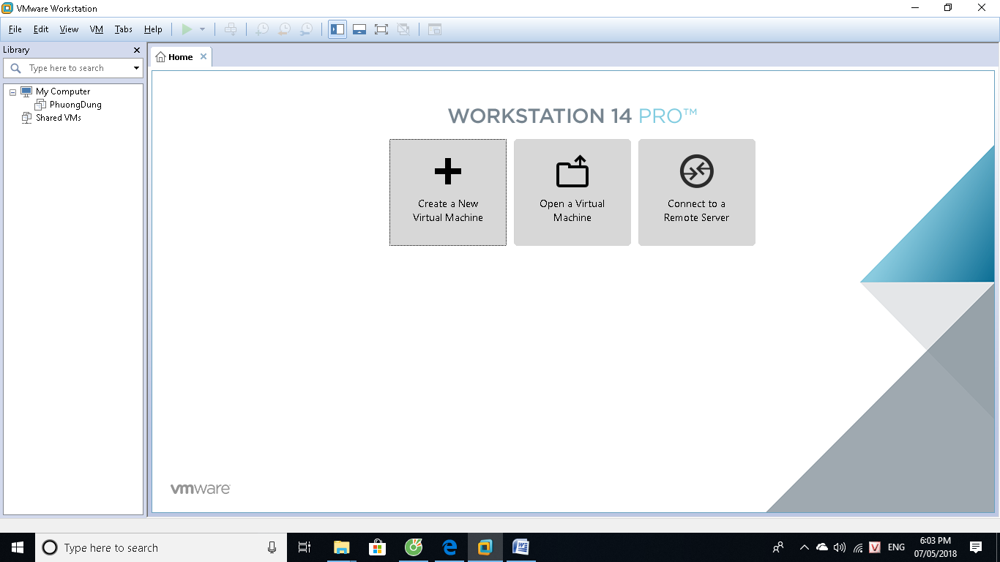 VMware Workstation
File Edit View VM Tabs Help
Library
Type here to search
My Computer
PhuongDung
Shared VMs
Home
WORKSTATION 14 PRO™
Create a New
Virtual Machine
Open a Virtual
Machine
Connect to a
Remote Server
vmware
Type here to search
V
ENG
6:03 PM
07/05/2018